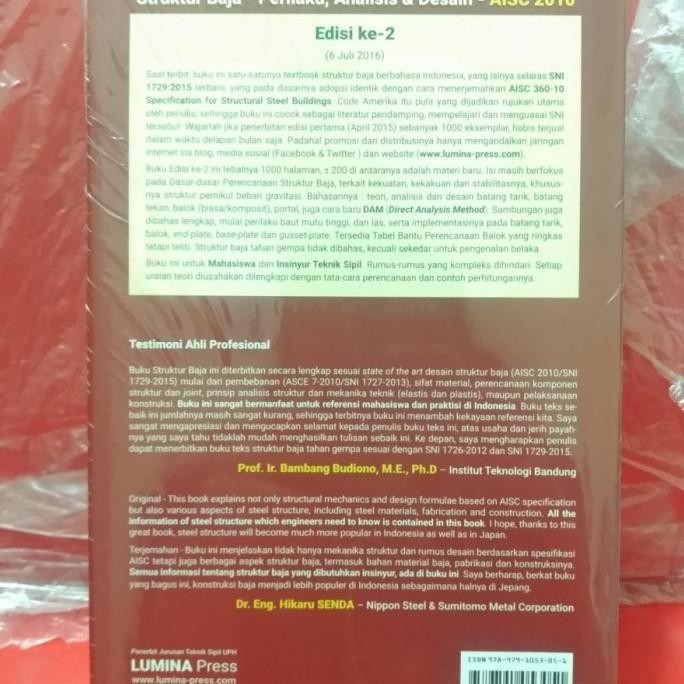 Struktur Baja - Perilaku, Analisis & Desain - AISC 2010
Edisi ke-2
(6 Juli 2016)
Saat terbit, buku ini satu-satunya textbook struktur baja berbahasa Indonesia, yang isinya selaras SNI
1729:2015 terbaru, yang pada dasarnya adopsi identik dengan cara menerjemahkan AISC 360-10
Specification for Structural Steel Buildings. Code Amerika itu pula yang dijadikan rujukan utama
oleh penulis, sehingga buku ini cocok sebagai literatur pendamping, mempelajari dan menguasai SNI
tersebut. Wajarlah jika penerbitan edisi pertama (April 2015) sebanyak 1000 eksemplar, habis terjual
dalam waktu delapan bulan saja. Padahal promosi dan distribusinya hanya mengandalkan jaringan
internet via blog, media sosial (Facebook & Twitter ) dan website (www.lumina-press.com).
Buku Edisi ke-2 ini tebalnya 1000 halaman, ± 200 di antaranya adalah materi baru. Isi masih berfokus
pada Dasar-dasar Perencanaan Struktur Baja, terkait kekuatan, kekakuan dan stabilitasnya, khusus-
nya struktur pemikul beban gravitasi. Bahasannya : teori, analisis dan desain batang tarik, batang
tekan, balok (biasa/komposit), portal, juga cara baru DAM (Direct Analysis Method). Sambungan juga
dibahas lengkap, mulai perilaku baut mutu tinggi, dan las, serta implementasinya pada batang tarik,
balok, end-plate, base-plate dan gusset-plate. Tersedia Tabel Bantu Perencanaan Balok yang ringkas
tetapi teliti. Struktur baja tahan gempa tidak dibahas, kecuali sekedar untuk pengenalan belaka.
Buku ini untuk Mahasiswa dan Insinyur Teknik Sipil. Rumus-rumus yang kompleks dihindari. Setiap
uraian teori diusahakan dilengkapi dengan tata-cara perencanaan dan contoh perhitungannya.
Testimoni Ahli Profesional
Buku Struktur Baja ini diterbitkan secara lengkap sesuai state of the art desain struktur baja (AISC 2010/SNI
1729-2015) mulai dari pembebanan (ASCE 7-2010/SNI 1727-2013), sifat material, perencanaan komponen
struktur dan joint, prinsip analisis struktur dan mekanika teknik (elastis dan plastis), maupun pelaksanaan
konstruksi. Buku ini sangat bermanfaat untuk referensi mahasiswa dan praktisi di Indonesia. Buku teks se-
baik ini jumlahnya masih sangat kurang, sehingga terbitnya buku ini menambah kekayaan referensi kita. Saya
sangat mengapresiasi dan mengucapkan selamat kepada penulis buku teks ini, atas usaha dan jerih payah-
nya yang saya tahu tidaklah mudah menghasilkan tulisan sebaik ini. Ke depan, saya mengharapkan penulis
dapat menerbitkan buku teks struktur baja tahan gempa sesuai dengan SNI 1726-2012 dan SNI 1729-2015.
Prof. Ir. Bambang Budiono, M.E., Ph.D – Institut Teknologi Bandung
Original - This book explains not only structural mechanics and design formulae based on AISC specification
but also various aspects of steel structure, including steel materials, fabrication and construction. All the
information of steel structure which engineers need to know is contained in this book. I hope, thanks to this
great book, steel structure will become much more popular in Indonesia as well as in Japan.
Terjemahan - Buku ini menjelaskan tidak hanya mekanika struktur dan rumus desain berdasarkan spesifikasi
AISC tetapi juga berbagai aspek struktur baja, termasuk bahan material baja, pabrikasi dan konstruksinya.
Semua informasi tentang struktur baja yang dibutuhkan insinyur, ada di buku ini. Saya berharap, berkat buku
yang bagus ini, konstruksi baja menjadi lebih populer di Indonesia sebagaimana halnya di Jepang.
Dr. Eng. Hikaru SENDA – Nippon Steel & Sumitomo Metal Corporation
Penerbit Jurusan Teknik Sipil UPH
LUMINA Press
www.lumina-press.com
ISBN 978-979-1053-05-1